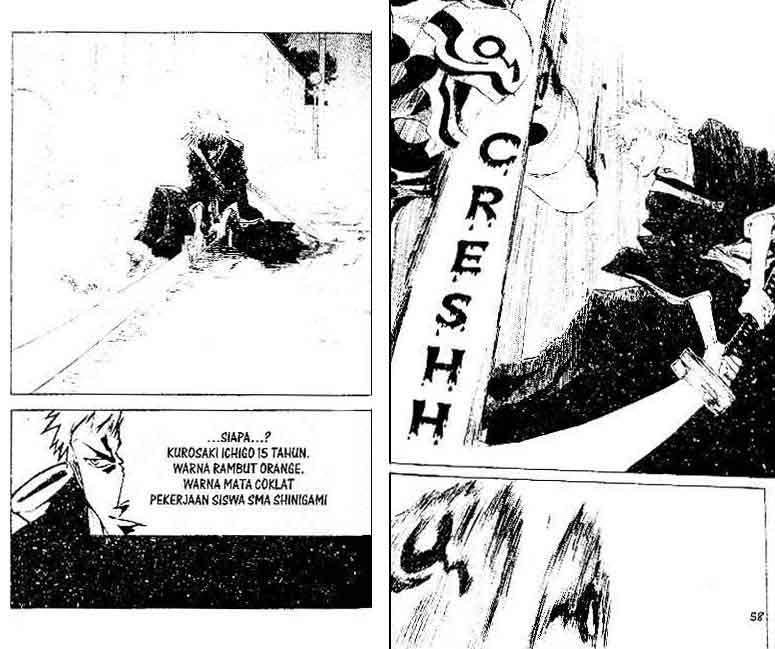 CRESHH
58
...SIAPA...?
KUROSAKI ICHIGO 15 TAHUN.
WARNA RAMBUT ORANGE.
WARNA MATA COKLAT
PEKERJAAN SISWA SMA SHINIGAMI